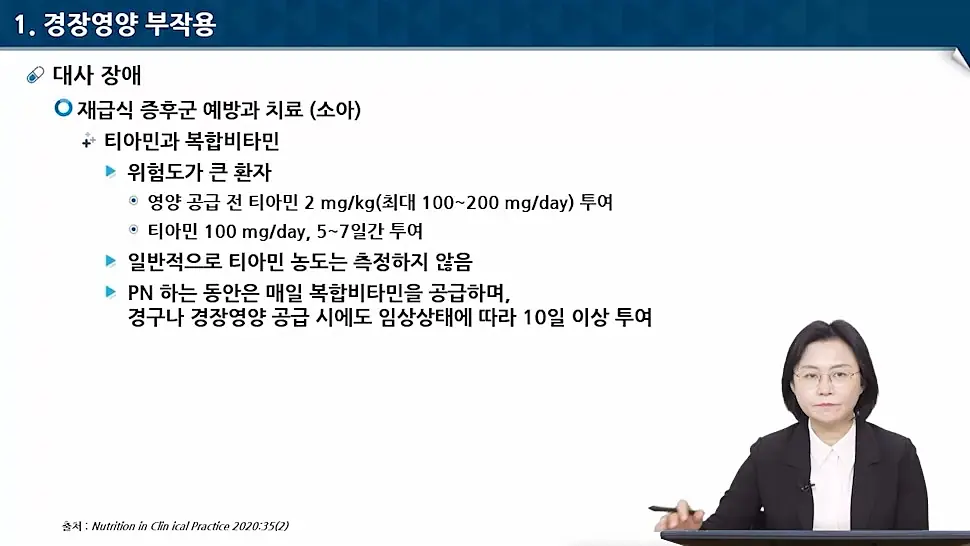 1. 경장영양 부작용
대사 장애
재급식 증후군 예방과 치료 (소아)
티아민과 복합비타민
위험도가 큰 환자
영양 공급 전 티아민 2 mg/kg(최대 100~200 mg/day) 투여
티아민 100 mg/day, 5~7일간 투여
일반적으로 티아민 농도는 측정하지 않음
PN 하는 동안은 매일 복합비타민을 공급하며,
경구나 경장영양 공급 시에도 임상상태에 따라 10일 이상 투여
출처 : Nutrition in Clin ical Practice 2020:35(2)